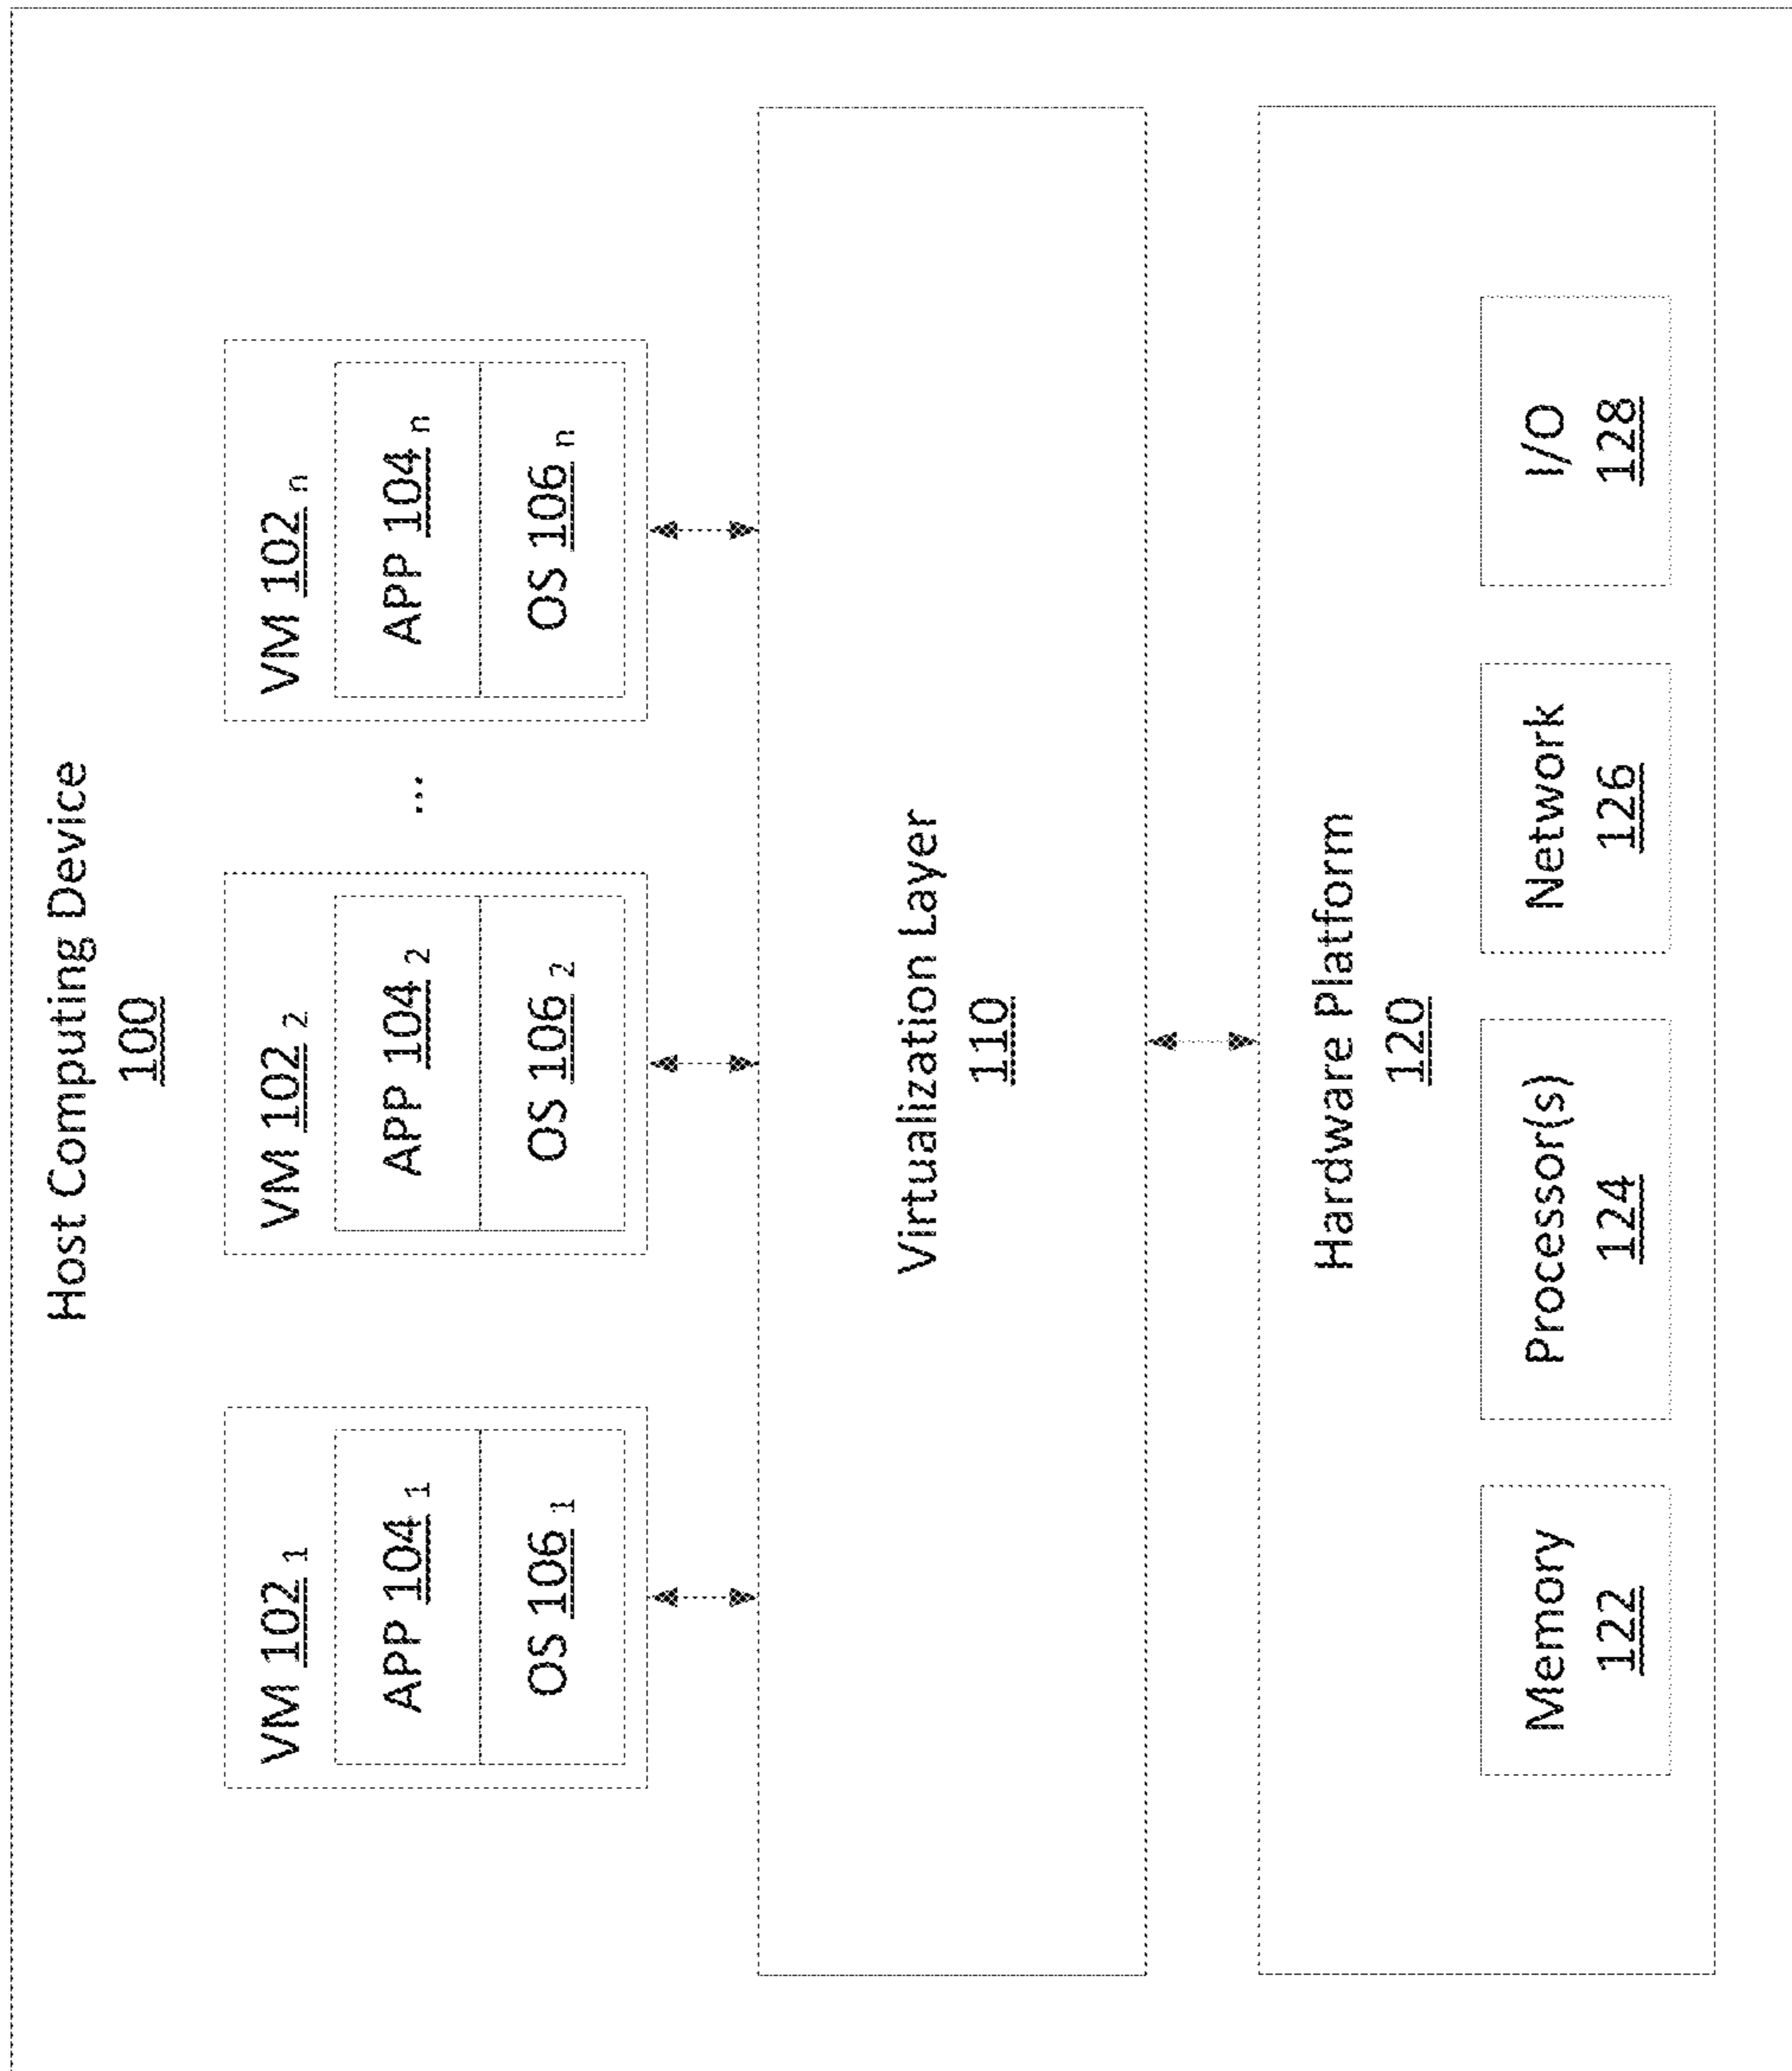 Host Computing Device
100
VM 102 1
APP 104 1
OS 106 1
VM 102 2
APP 104 2
OS 106 2
...
VM 102 n
APP 104 n
OS 106 n
Virtualization Layer
110
Hardware Platform
120
Memory
122
Processor(s)
124
Network
126
I/O
128